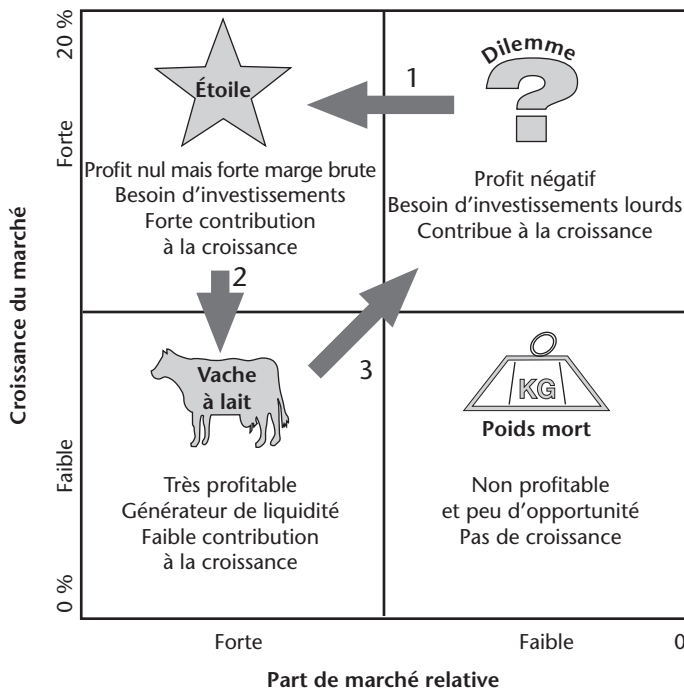 Croissance du marché
20 %
Forte
Faible
0 %
Étoile
Profit nul mais forte marge brute
Besoin d’investissements
Forte contribution
à la croissance
1
Dilemme
?
Profit négatif
Besoin d’investissements lourds
Contribue à la croissance
2
3
Vache
à lait
Très profitable
Générateur de liquidité
Faible contribution
à la croissance
KG
Poids mort
Non profitable
et peu d’opportunité
Pas de croissance
Forte
Faible
0
Part de marché relative